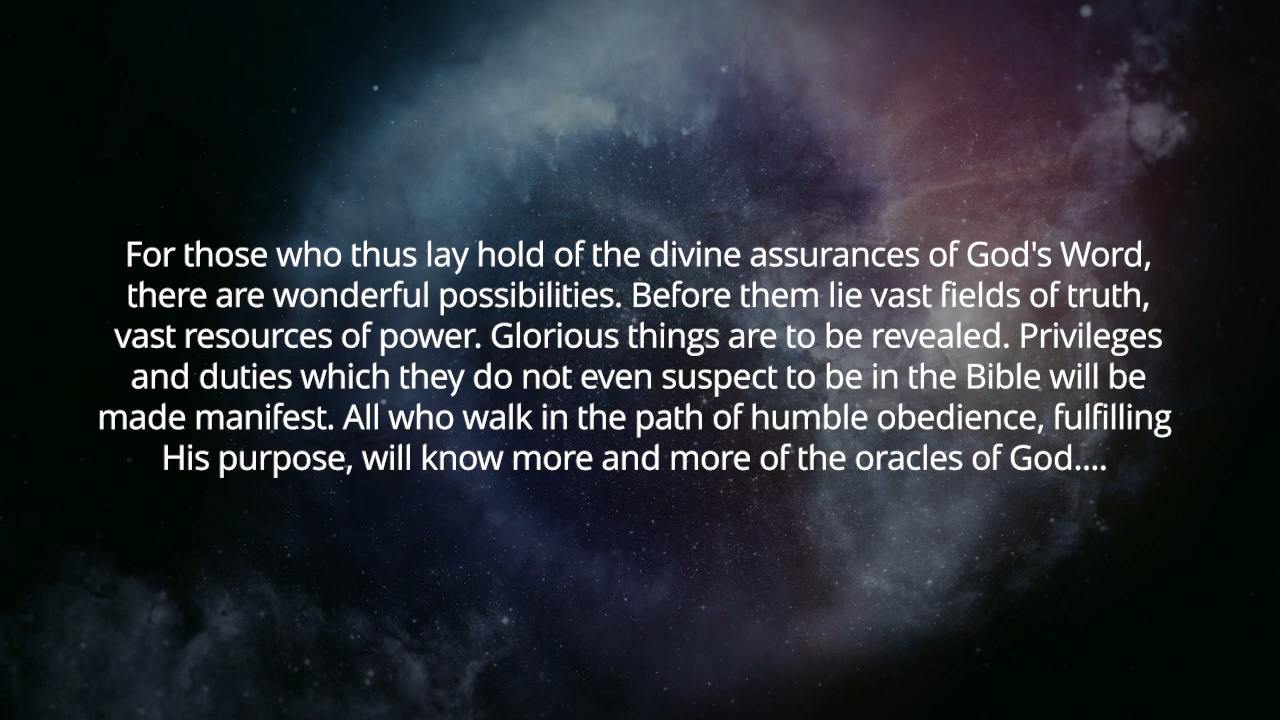 For those who thus lay hold of the divine assurances of God's Word,
there are wonderful possibilities. Before them lie vast fields of truth,
vast resources of power. Glorious things are to be revealed. Privileges
and duties which they do not even suspect to be in the Bible will be
made manifest. All who walk in the path of humble obedience, fulfilling
His purpose, will know more and more of the oracles of God....